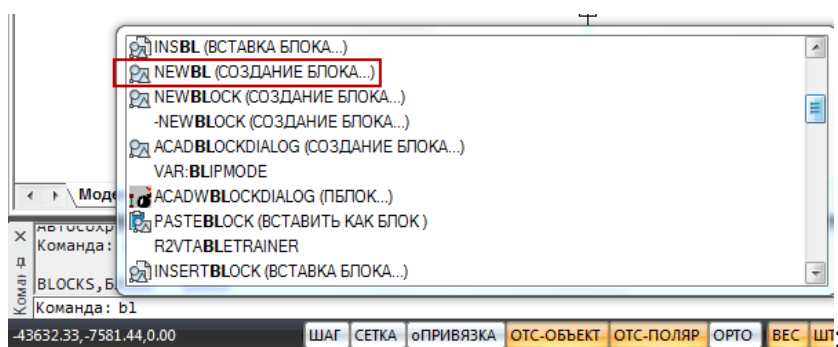 INSBL (ВСТАВКА БЛОКА...)
NEWBL (СОЗДАНИЕ БЛОКА...)
NEWBLOCK (СОЗДАНИЕ БЛОКА...)
-NEWBLOCK (СОЗДАНИЕ БЛОКА...)
ACADBLOCKDIALOG (СОЗДАНИЕ БЛОКА...)
VAR:BLIPMODE
ACADWBLOCKDIALOG (ПБЛОК...)
PASTEBLOCK (ВСТАВИТЬ КАК БЛОК)
R2VTABLETRAINER
INSERTBLOCK (ВСТАВКА БЛОКА...)
Моде
Команда:
BLOCKS,Б
Команда: bl
-43632.33,-7581.44,0.00 ШАГ СЕТКА оПРИВЯЗКА ОТС-ОБЪЕКТ ОТС-ПОЛЯР ОРТО ВЕС ШТ